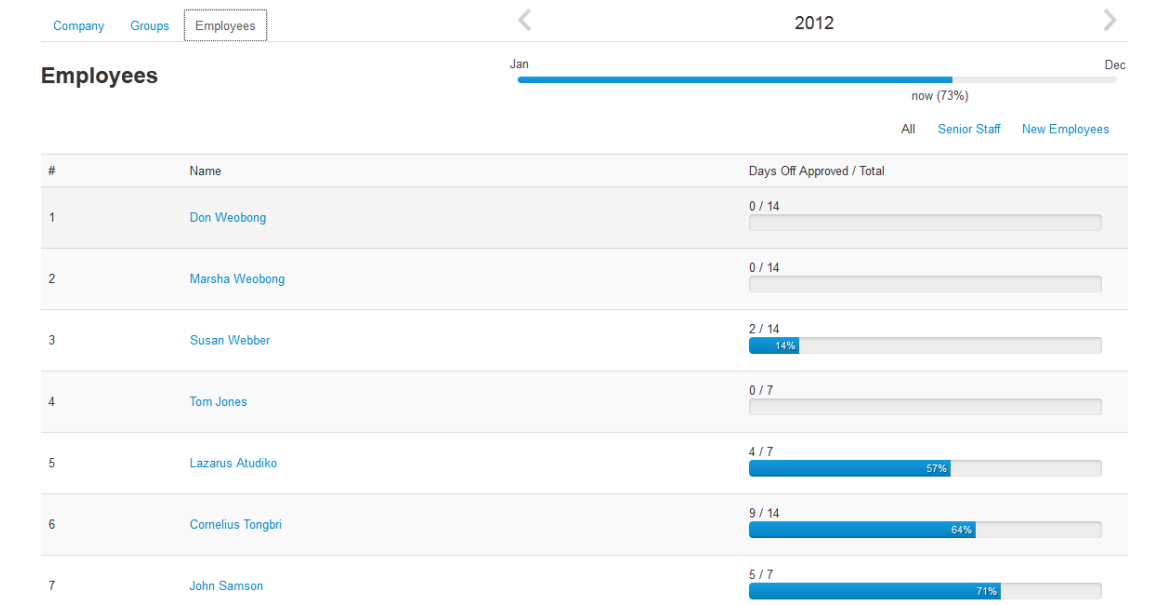 Company Groups Employees 2012
Employees
Jan Dec
now (73%)
All Senior Staff New Employees
# Name Days Off Approved / Total
1 Don Weobong 0 / 14
2 Marsha Weobong 0 / 14
3 Susan Webber 2 / 14
14%
4 Tom Jones 0 / 7
5 Lazarus Atudiko 4 / 7
57%
6 Cornelius Tongbri 9 / 14
64%
7 John Samson 5 / 7
71%